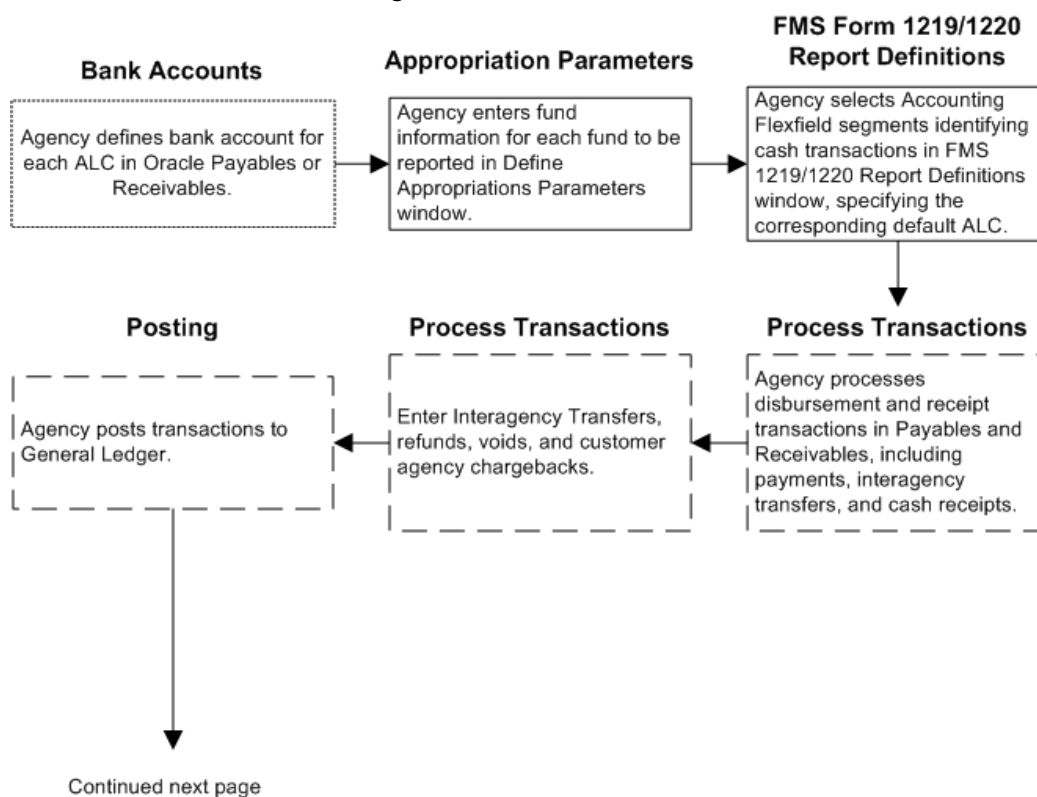 Bank Accounts
Agency defines bank account for
each ALC in Oracle Payables or
Receivables.
Appropriation Parameters
Agency enters fund
information for each fund to be
reported in Define
Appropriations Parameters
window.
FMS Form 1219/1220
Report Definitions
Agency selects Accounting
Flexfield segments identifying
cash transactions in FMS
1219/1220 Report Definitions
window, specifying the
corresponding default ALC.
Process Transactions
Agency processes
disbursement and receipt
transactions in Payables and
Receivables, including
payments, interagency
transfers, and cash receipts.
Process Transactions
Enter Interagency Transfers,
refunds, voids, and customer
agency chargebacks.
Posting
Agency posts transactions to
General Ledger.
Continued next page